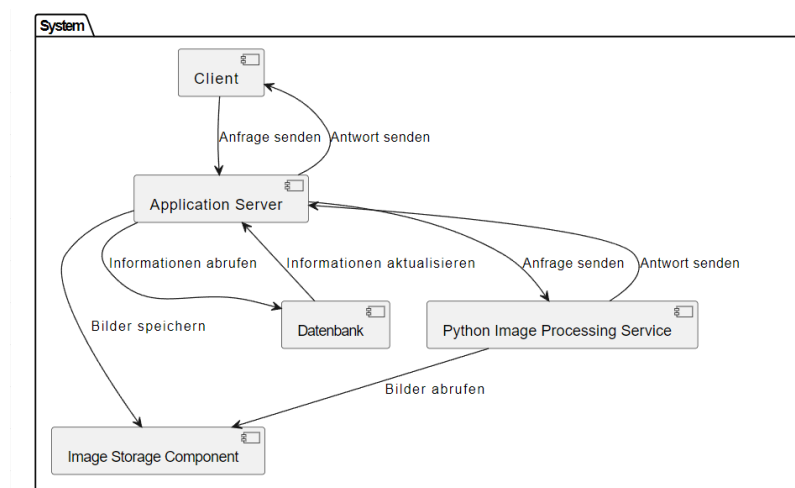 System
Client
Anfrage senden
Antwort senden
Application Server
Informationen abrufen
Informationen aktualisieren
Anfrage senden
Antwort senden
Bilder speichern
Datenbank
Python Image Processing Service
Bilder abrufen
Image Storage Component